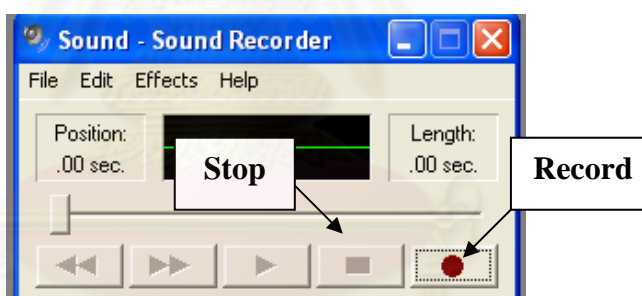 Sound - Sound Recorder
File Edit Effects Help
Position: Length:
.00 sec. .00 sec.
Stop Record